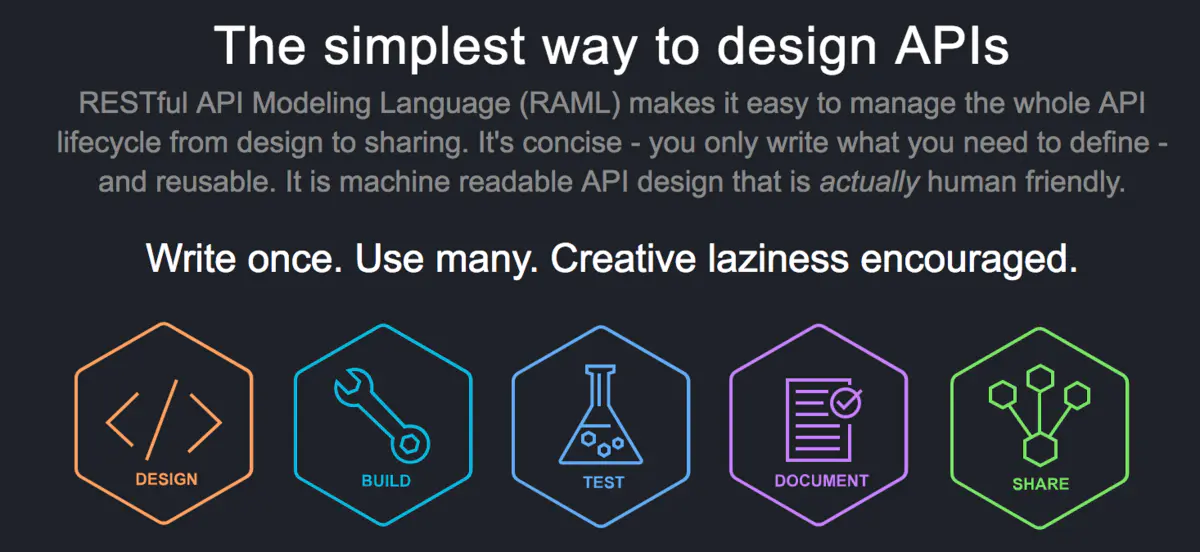 The simplest way to design APIs
RESTful API Modeling Language (RAML) makes it easy to manage the whole API
lifecycle from design to sharing. It's concise - you only write what you need to define -
and reusable. It is machine readable API design that is actually human friendly.
Write once. Use many. Creative laziness encouraged.
DESIGN
BUILD
TEST
DOCUMENT
SHARE